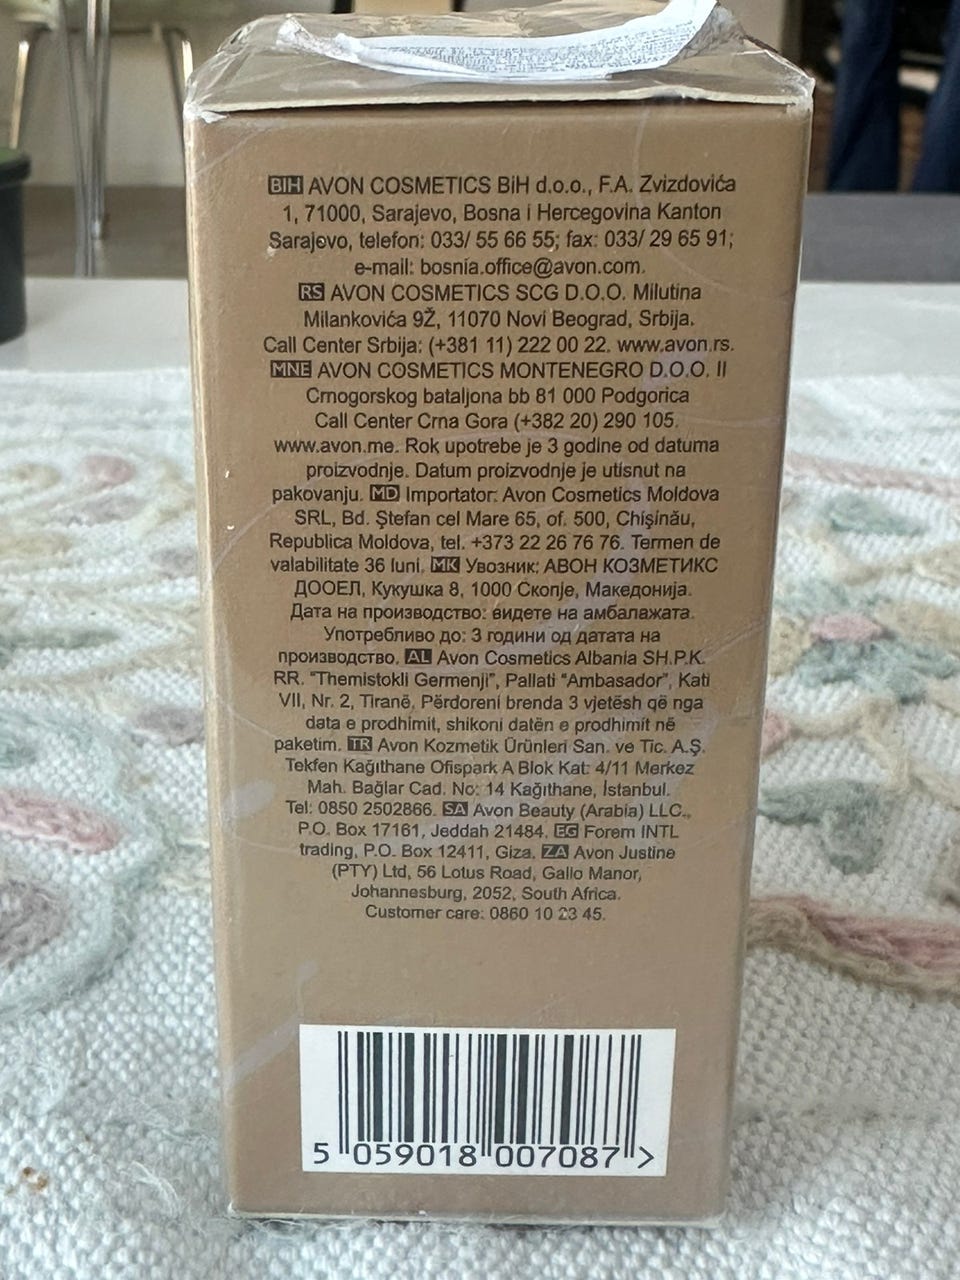 BIH AVON COSMETICS BiH d.o.o., F.A. Zvizdovića
1, 71000, Sarajevo, Bosna i Hercegovina Kanton
Sarajevo, telefon: 033/ 55 66 55; fax: 033/ 29 65 91;
e-mail: bosnia.office@avon.com.
RS AVON COSMETICS SCG D.O.O. Milutina
Milankovića 9Ž, 11070 Novi Beograd, Srbija.
Call Center Srbija: (+381 11) 222 00 22. www.avon.rs.
MNE AVON COSMETICS MONTENEGRO D.O.O. II
Crnogorskog bataljona bb 81 000 Podgorica
Call Center Crna Gora (+382 20) 290 105.
www.avon.me. Rok upotrebe je 3 godine od datuma
proizvodnje. Datum proizvodnje je utisnut na
pakovanju. MD Importator: Avon Cosmetics Moldova
SRL, Bd. Ştefan cel Mare 65, of. 500, Chişinău,
Republica Moldova, tel. +373 22 26 76 76. Termen de
valabilitate 36 luni. MK Увозник: АВОН КОЗМЕТИКС
ДООЕЛ, Кукушка 8, 1000 Скопје, Македонија.
Дата на производство: видете на амбалажата.
Употребливо до: 3 години од датата на
производство. AL Avon Cosmetics Albania SH.P.K.
RR. "Themistokli Germenji", Pallati "Ambasador", Kati
VII, Nr. 2, Tiranë, Përdoreni brenda 3 vjetësh që nga
data e prodhimit, shikoni datën e prodhimit në
paketim. TR Avon Kozmetik Ürünleri San. ve Tic. A.Ş.
Tekfen Kağıthane Ofispark A Blok Kat: 4/11 Merkez
Mah. Bağlar Cad. No: 14 Kağıthane, İstanbul.
Tel: 0850 2502866. SA Avon Beauty (Arabia) LLC.,
P.O. Box 17161, Jeddah 21484. EG Forem INTL
trading, P.O. Box 12411, Giza. ZA Avon Justine
(PTY) Ltd, 56 Lotus Road, Gallo Manor,
Johannesburg, 2052, South Africa.
Customer care: 0860 10 23 45.
5 059018 007087 >